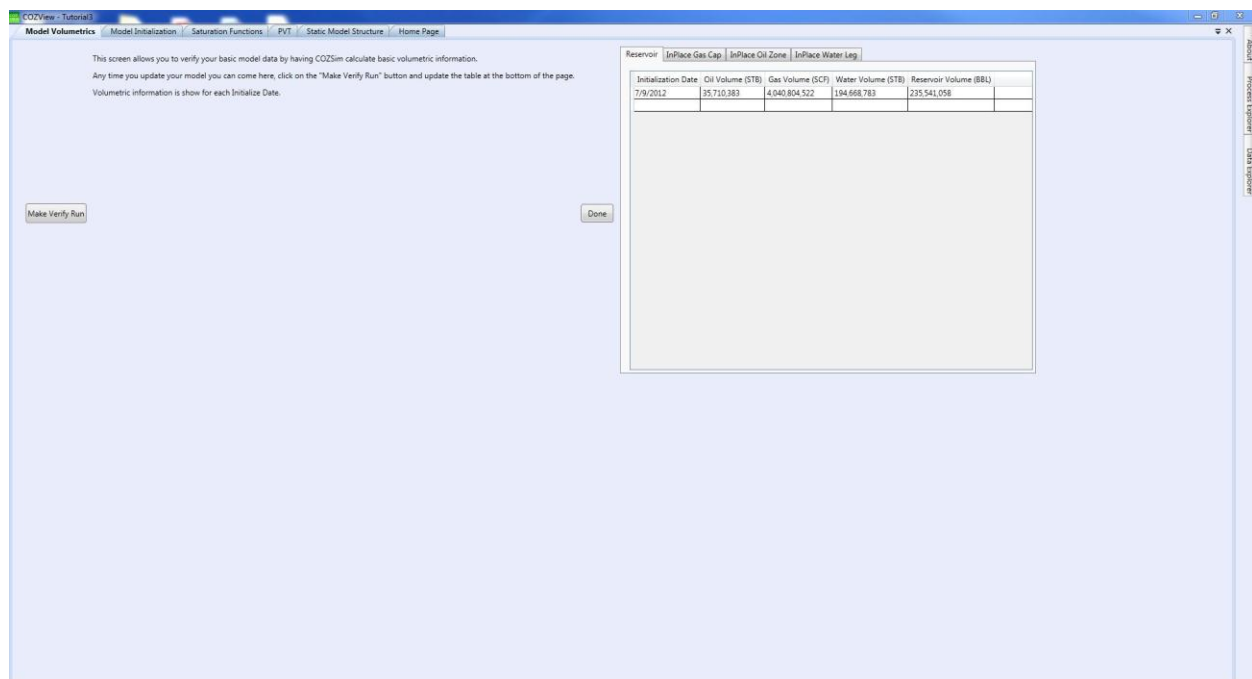 COZView - Tutorial3
Model Volumetrics Model Initialization Saturation Functions PVT Static Model Structure Home Page
This screen allows you to verify your basic model data by having COZSim calculate basic volumetric information.
Any time you update your model you can come here, click on the "Make Verify Run" button and update the table at the bottom of the page.
Volumetric information is show for each Initialize Date.
Make Verify Run
Done
Reservoir InPlace Gas Cap InPlace Oil Zone InPlace Water Leg
Initialization Date Oil Volume (STB) Gas Volume (SCF) Water Volume (STB) Reservoir Volume (BBL)
7/9/2012 35,710,383 4,040,804,522 194,668,783 235,541,058
About
Process Explorer
Data Explorer